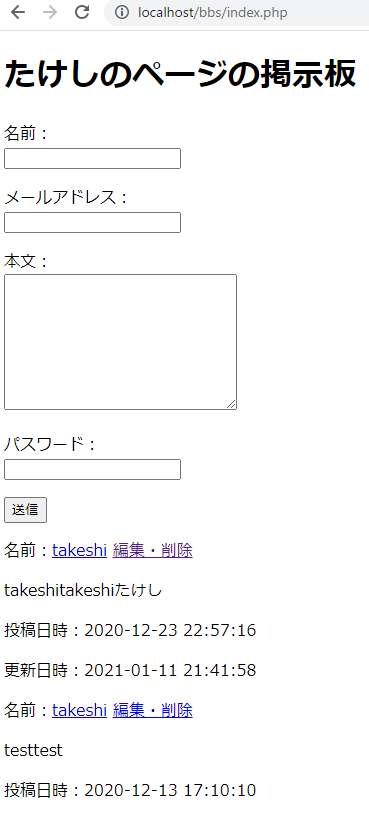 localhost/bbs/index.php
たけしのページの掲示板
名前：
メールアドレス：
本文：
パスワード：
送信
名前：takeshi 編集・削除
takeshitakeshiたけし
投稿日時：2020-12-23 22:57:16
更新日時：2021-01-11 21:41:58
名前：takeshi 編集・削除
testtest
投稿日時：2020-12-13 17:10:10